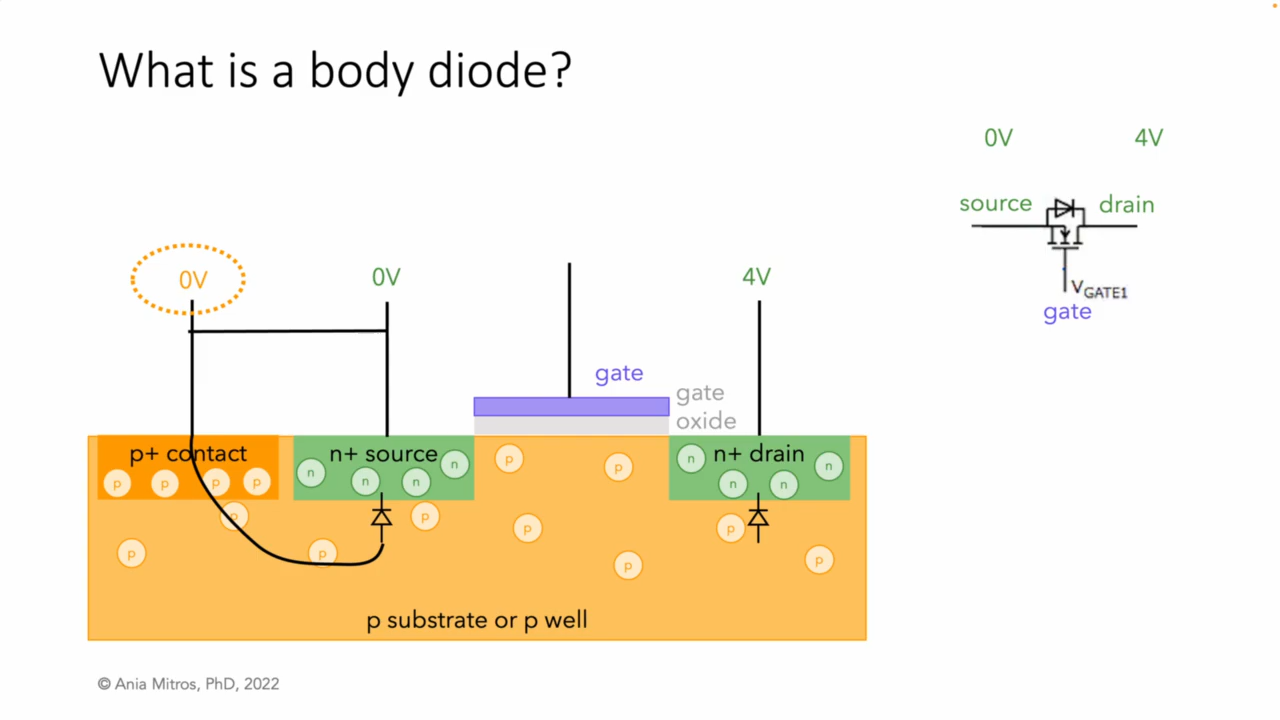 What is a body diode?
0V 4V
source drain
V GATE1
gate
0V 0V 4V
gate
gate
oxide
p+ contact n+ source n+ drain
p p p p n n n n p p n n n n
p p p p p
p p p p
p substrate or p well
© Ania Mitros, PhD, 2022